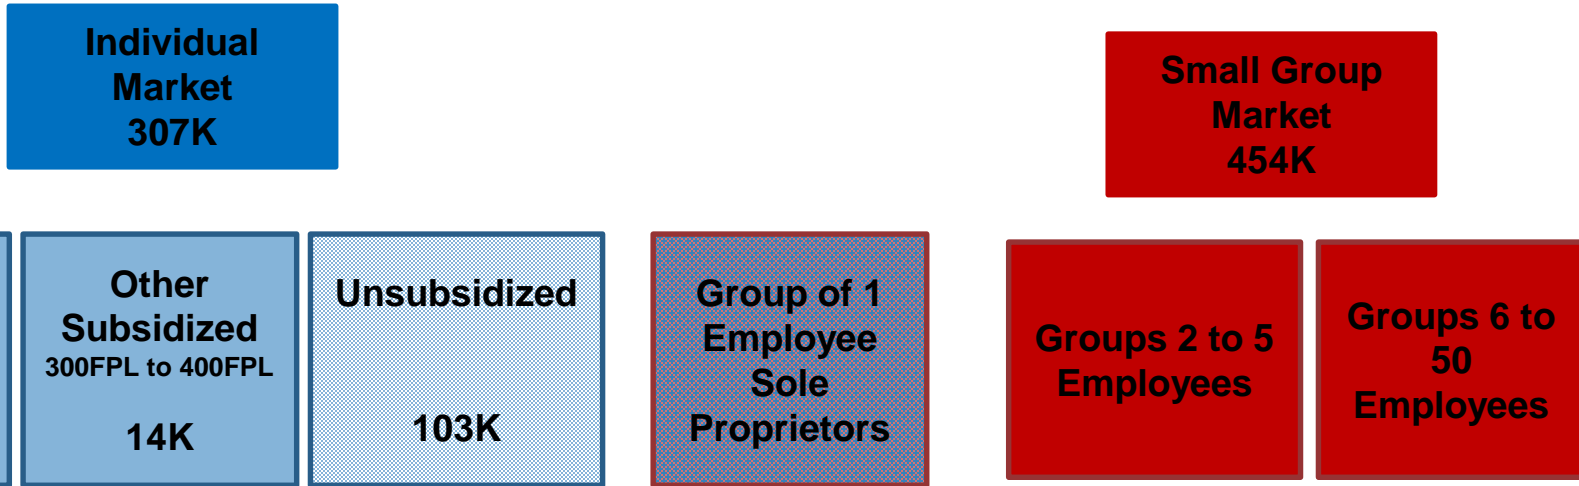 Individual
Market
307K
Small Group
Market
454K
Other
Subsidized
300FPL to 400FPL
14K
Unsubsidized
103K
Group of 1
Employee
Sole
Proprietors
Groups 2 to 5
Employees
Groups 6 to
50
Employees